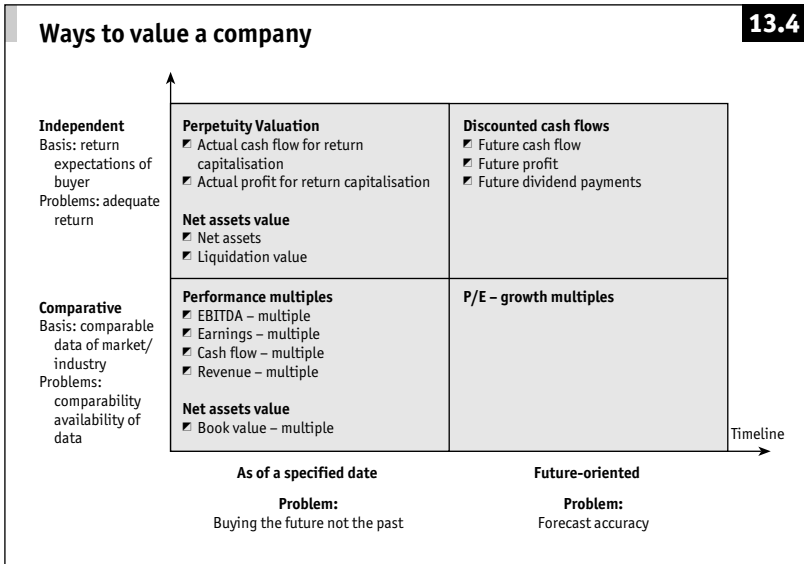 Ways to value a company
13.4
Independent
Basis: return
expectations of
buyer
Problems: adequate
return
Perpetuity Valuation
Actual cash flow for return
capitalisation
Actual profit for return capitalisation
Net assets value
Net assets
Liquidation value
Discounted cash flows
Future cash flow
Future profit
Future dividend payments
Comparative
Basis: comparable
data of market/
industry
Problems:
comparability
availability of
data
Performance multiples
EBITDA – multiple
Earnings – multiple
Cash flow – multiple
Revenue – multiple
Net assets value
Book value – multiple
P/E – growth multiples
Timeline
As of a specified date
Problem:
Buying the future not the past
Future-oriented
Problem:
Forecast accuracy